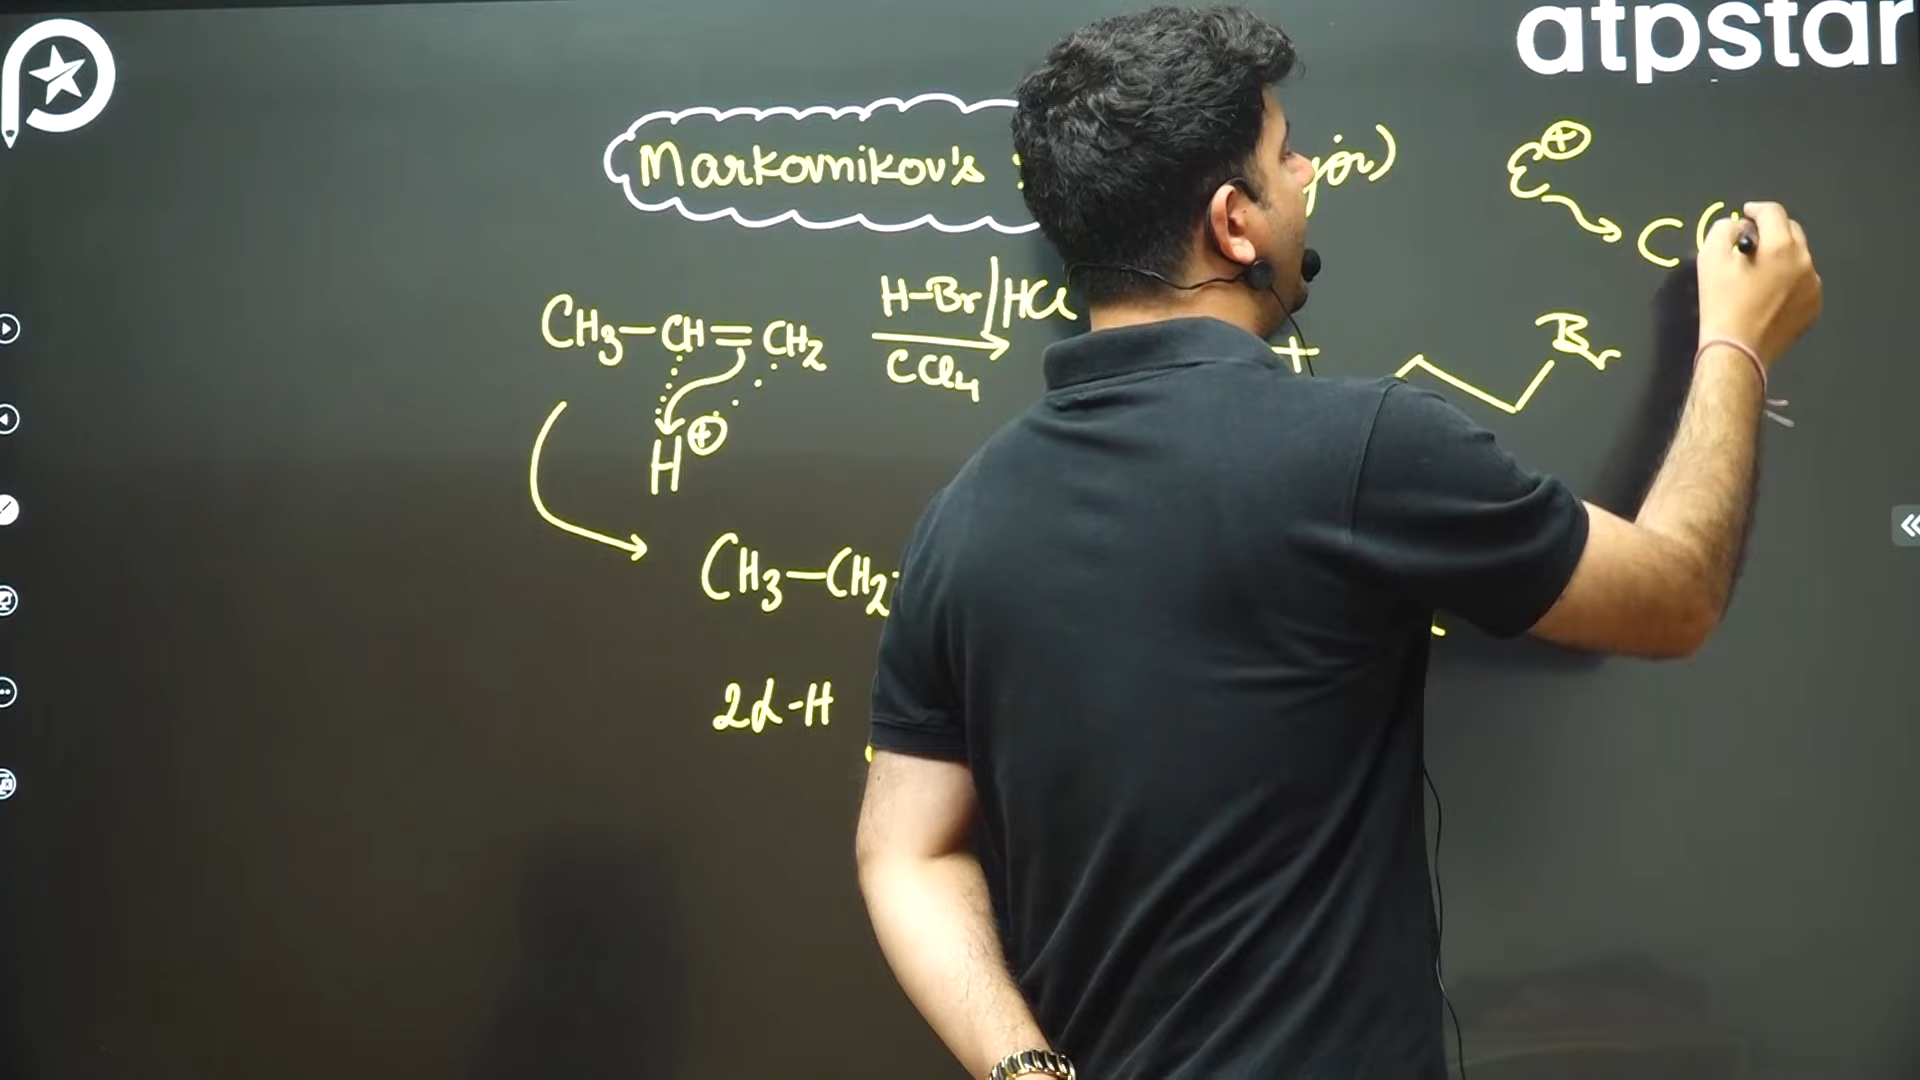 atpstar
Markovnikov's :
jor)
E⊕
C (
H-Br/HCl
CH3-CH=CH2
CCl4
+
Br
H⊕
CH3-CH2
2α-H